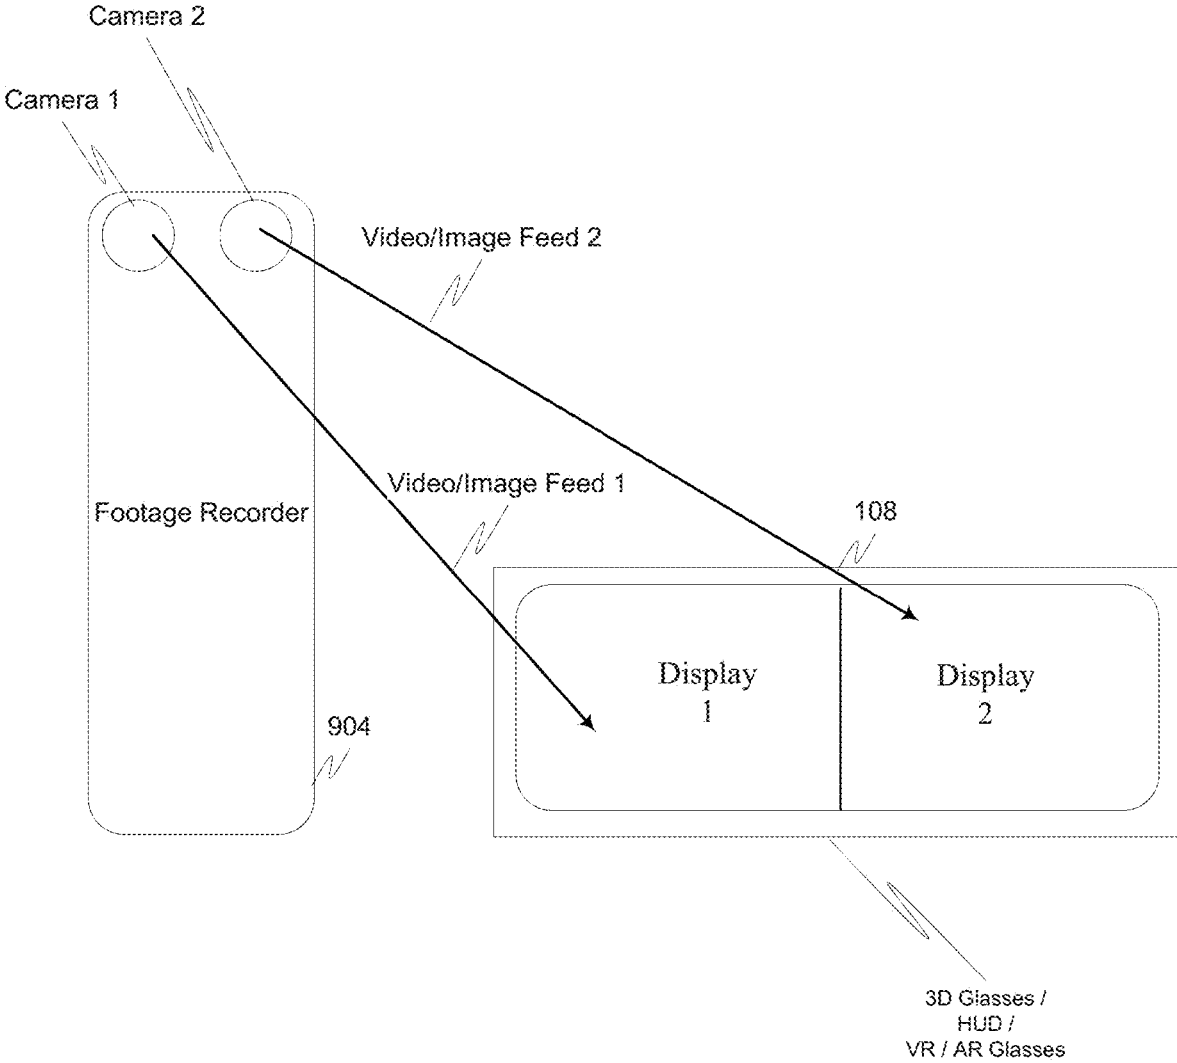 Camera 2
Camera 1
Video/Image Feed 2
Video/Image Feed 1
Footage Recorder
108
Display
1
Display
2
904
3D Glasses /
HUD /
VR / AR Glasses